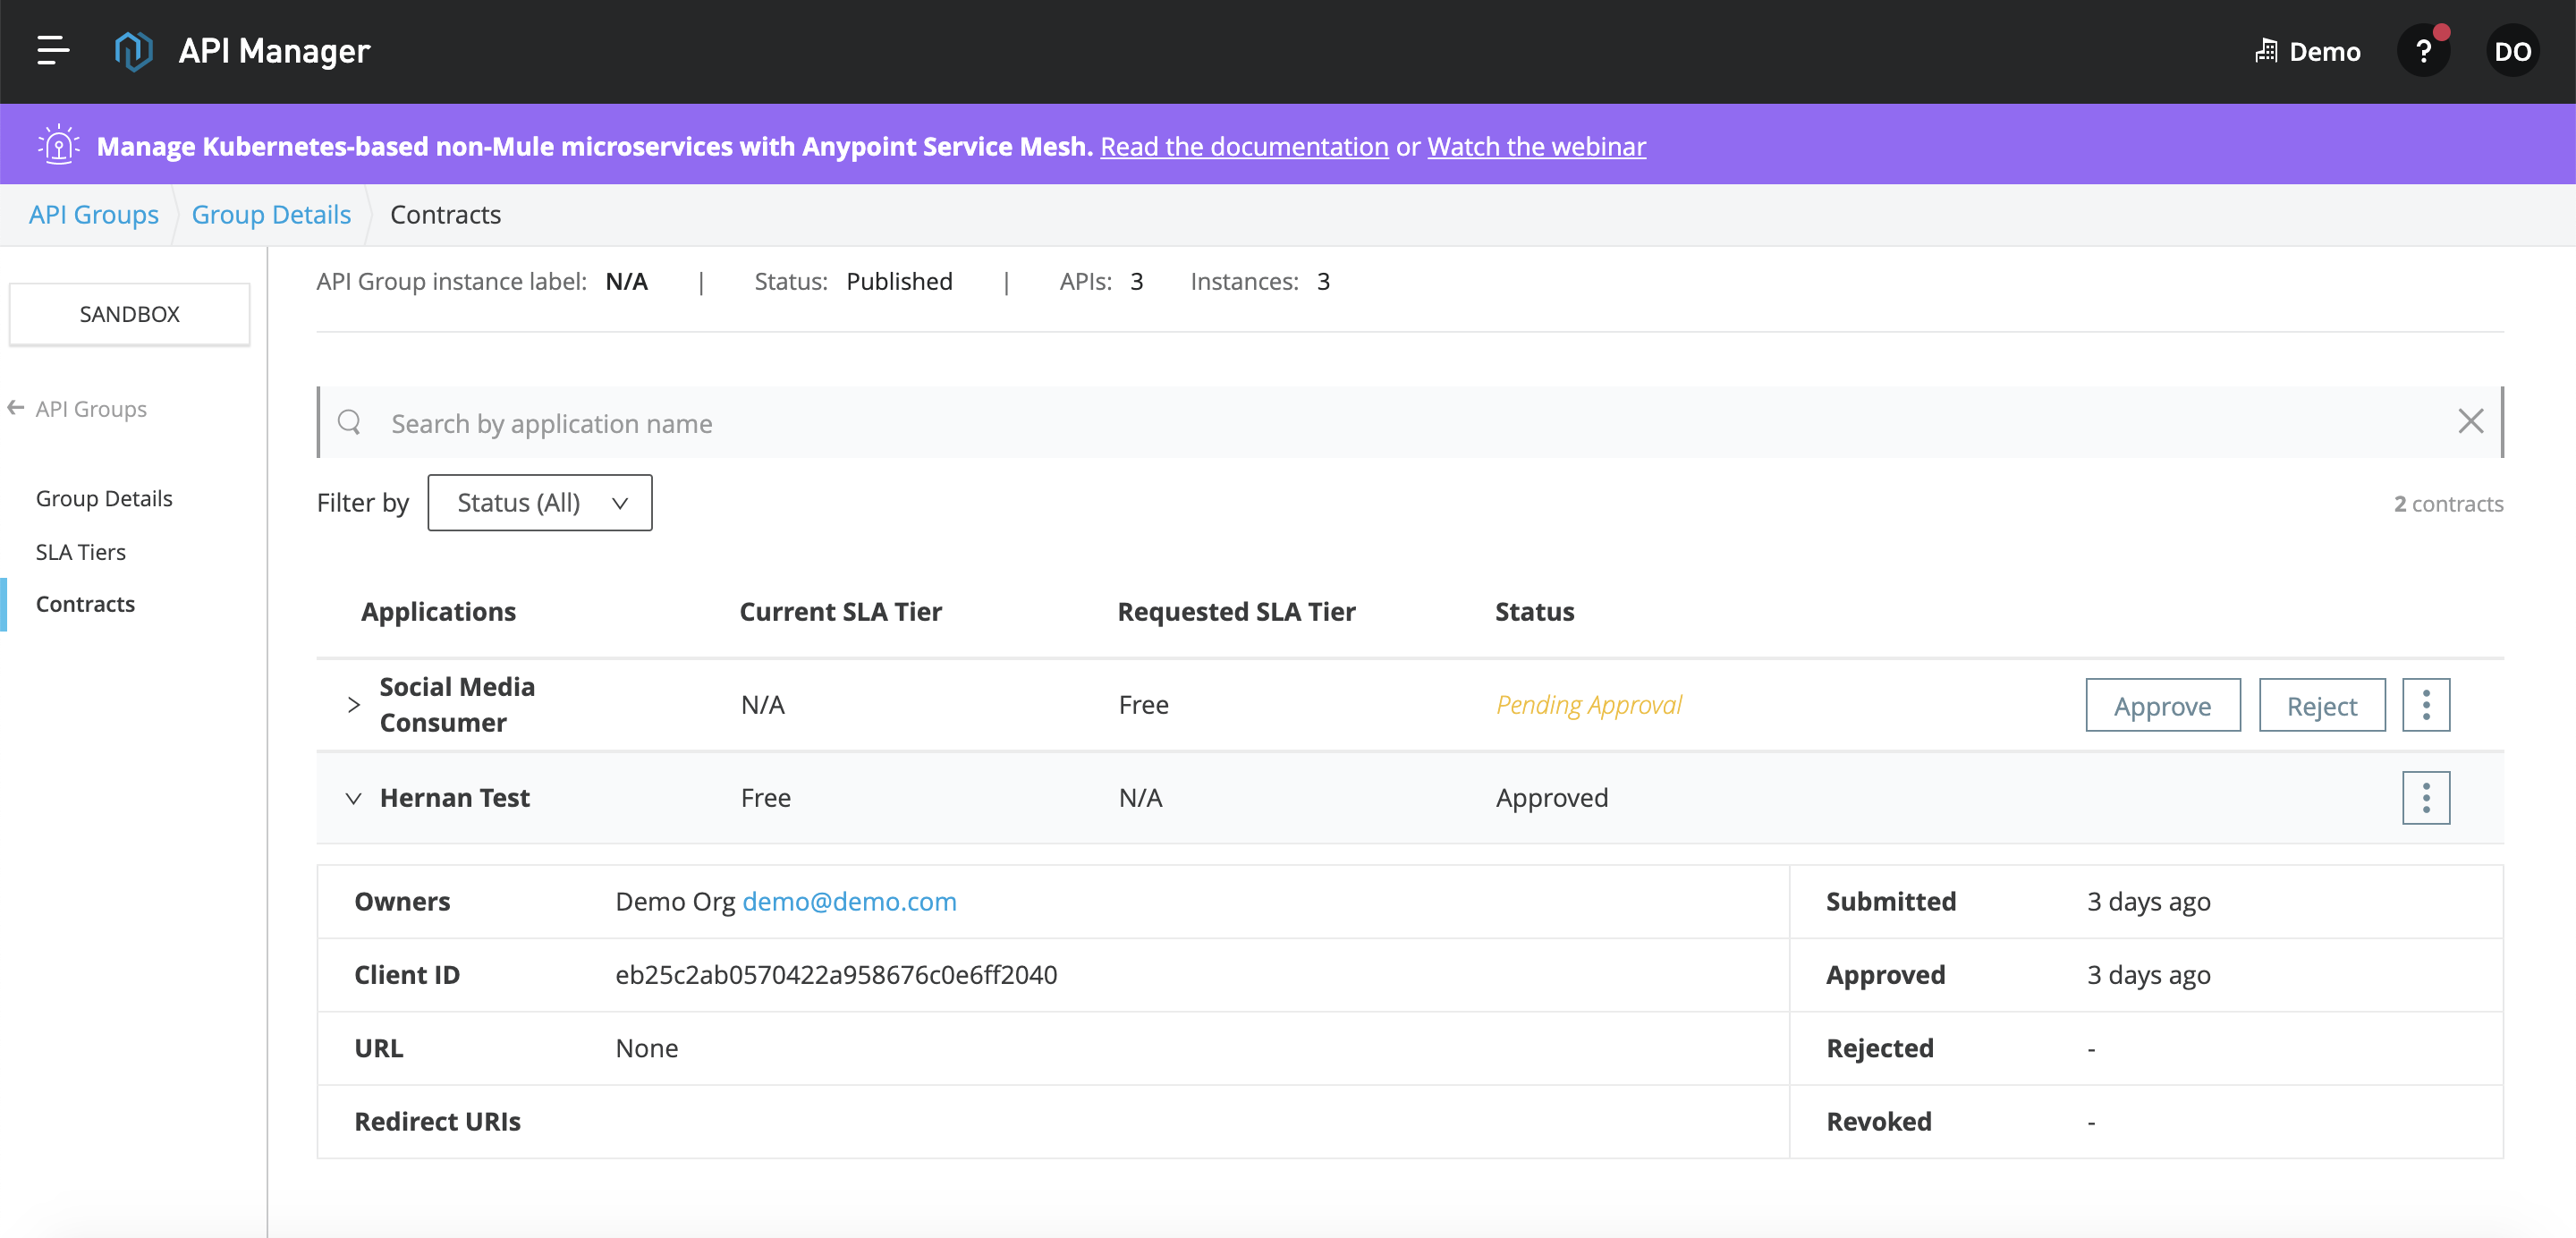 API Manager
Demo
?
DO
Manage Kubernetes-based non-Mule microservices with Anypoint Service Mesh. Read the documentation or Watch the webinar
API Groups
Group Details
Contracts
SANDBOX
API Groups
Group Details
SLA Tiers
Contracts
API Group instance label: N/A | Status: Published | APIs: 3 Instances: 3
Search by application name
Filter by Status (All)
2 contracts
Applications Current SLA Tier Requested SLA Tier Status
Social Media
Consumer
N/A Free Pending Approval Approve Reject
Hernan Test Free N/A Approved
Owners Demo Org demo@demo.com Submitted 3 days ago
Client ID eb25c2ab0570422a958676c0e6ff2040 Approved 3 days ago
URL None Rejected -
Redirect URIs Revoked -